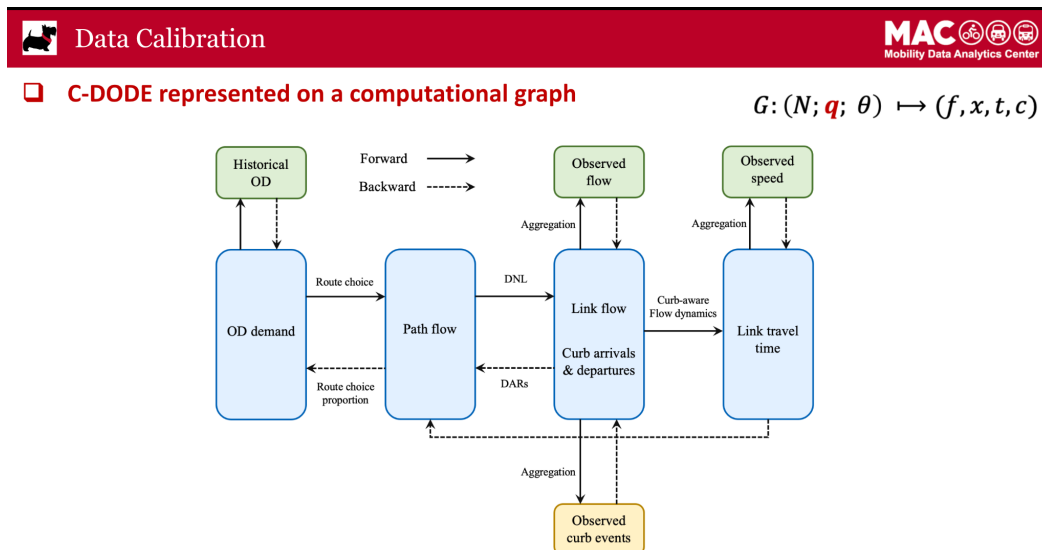 Data Calibration
MAC
Mobility Data Analytics Center
C-DODE represented on a computational graph
G: (N; q; θ) ↦ (f, x, t, c)
Historical
OD
Forward
Backward
Observed
flow
Observed
speed
Aggregation
Aggregation
OD demand
Route choice
Route choice
proportion
Path flow
DNL
DARs
Link flow
Curb arrivals
& departures
Curb-aware
Flow dynamics
Link travel
time
Aggregation
Observed
curb events